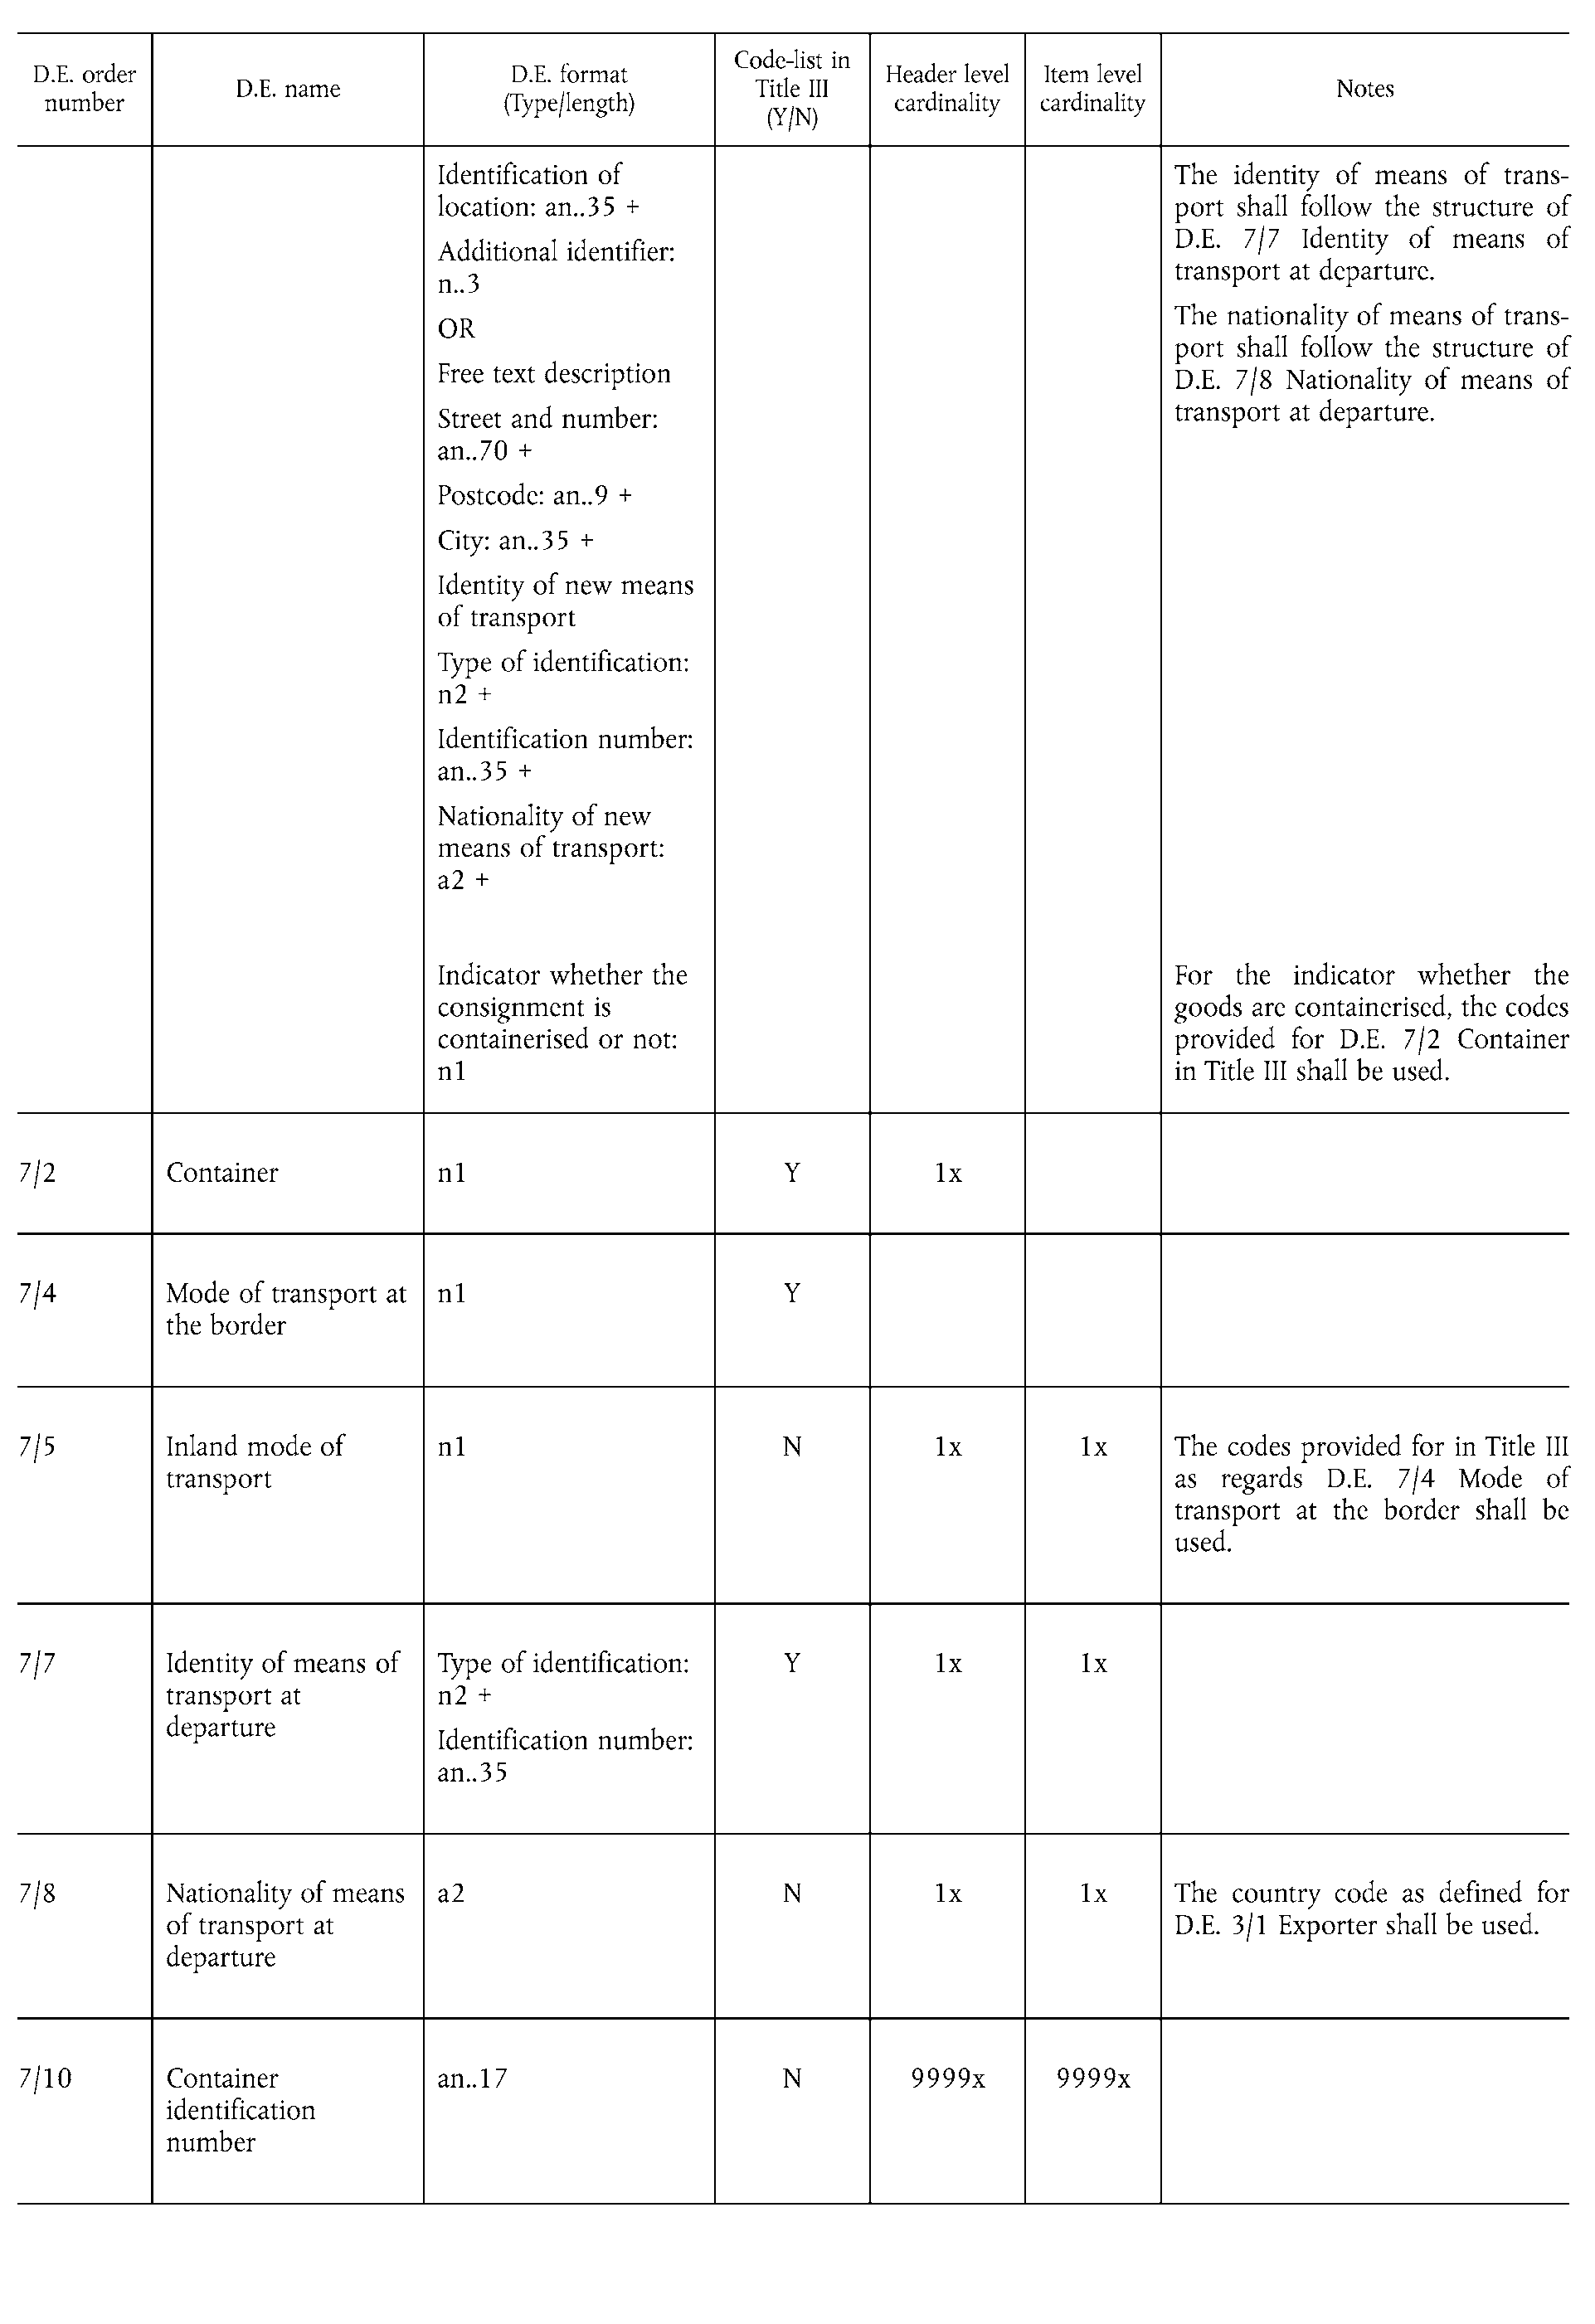 D.E. order
number
D.E. name
D.E. format
(Type/length)
Code-list in
Title III
(Y/N)
Header level
cardinality
Item level
cardinality
Notes
Identification of
location: an..35 +
Additional identifier:
n..3
OR
Free text description
Street and number:
an..70 +
Postcode: an..9 +
City: an..35 +
Identity of new means
of transport
Type of identification:
n2 +
Identification number:
an..35 +
Nationality of new
means of transport:
a2 +
The identity of means of trans-
port shall follow the structure of
D.E. 7/7 Identity of means of
transport at departure.
The nationality of means of trans-
port shall follow the structure of
D.E. 7/8 Nationality of means of
transport at departure.
Indicator whether the
consignment is
containerised or not:
n1
For the indicator whether the
goods are containerised, the codes
provided for D.E. 7/2 Container
in Title III shall be used.
7/2
Container
n1
Y
1x
7/4
Mode of transport at
the border
n1
Y
7/5
Inland mode of
transport
n1
N
1x
1x
The codes provided for in Title III
as regards D.E. 7/4 Mode of
transport at the border shall be
used.
7/7
Identity of means of
transport at
departure
Type of identification:
n2 +
Identification number:
an..35
Y
1x
1x
7/8
Nationality of means
of transport at
departure
a2
N
1x
1x
The country code as defined for
D.E. 3/1 Exporter shall be used.
7/10
Container
identification
number
an..17
N
9999x
9999x